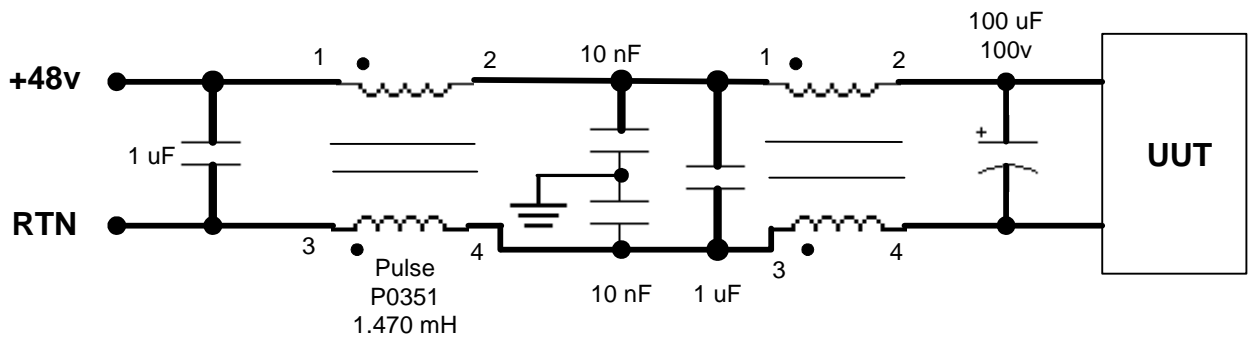 100 uF
100v
1
2
10 nF
1
2
+48v
1 uF
+
UUT
RTN
3
4
3
4
Pulse
P0351
1.470 mH
10 nF
1 uF